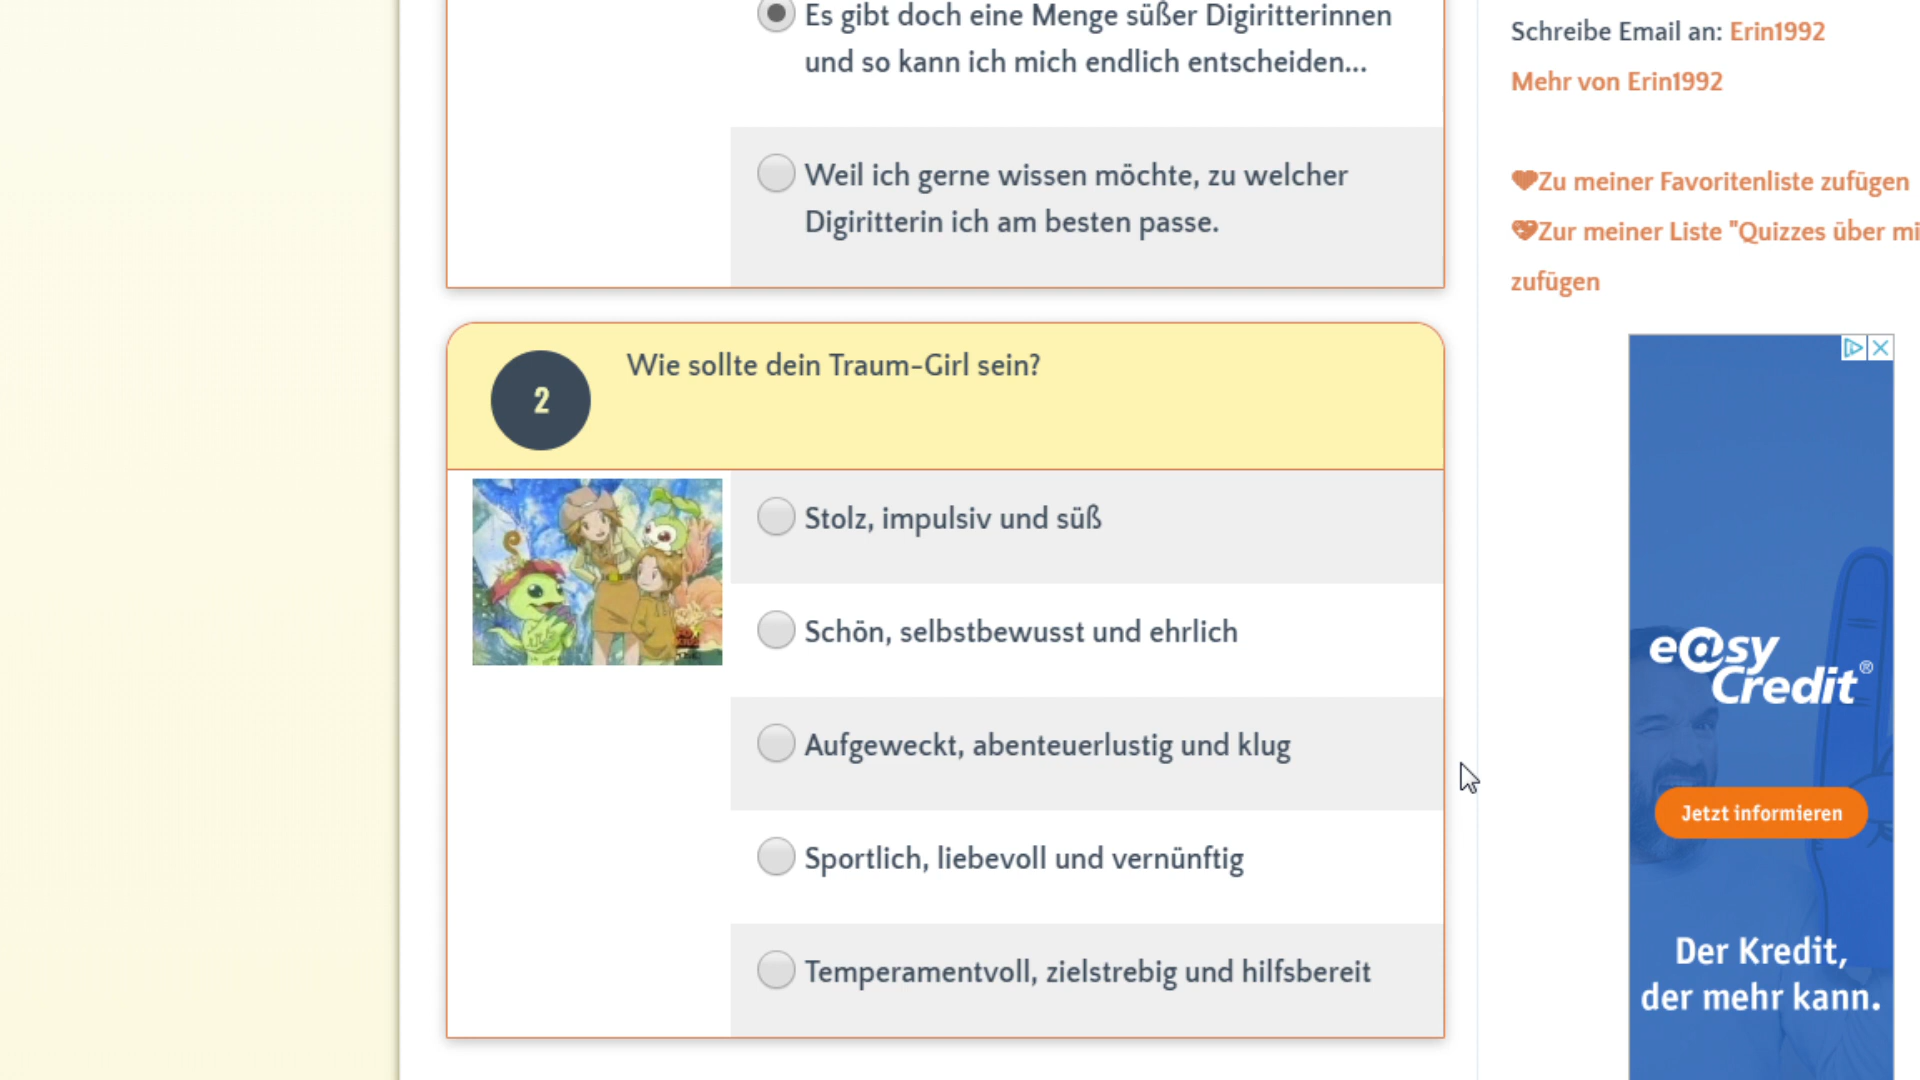 Es gibt doch eine Menge süßer Digiritterinnen
und so kann ich mich endlich entscheiden...
Weil ich gerne wissen möchte, zu welcher
Digiritterin ich am besten passe.
2
Wie sollte dein Traum-Girl sein?
Stolz, impulsiv und süß
Schön, selbstbewusst und ehrlich
Aufgeweckt, abenteuerlustig und klug
Sportlich, liebevoll und vernünftig
Temperamentvoll, zielstrebig und hilfsbereit
Schreibe Email an: Erin1992
Mehr von Erin1992
Zu meiner Favoritenliste zufügen
Zur meiner Liste "Quizzes über mi
zufügen
e@sy
Credit®
Jetzt informieren
Der Kredit,
der mehr kann.